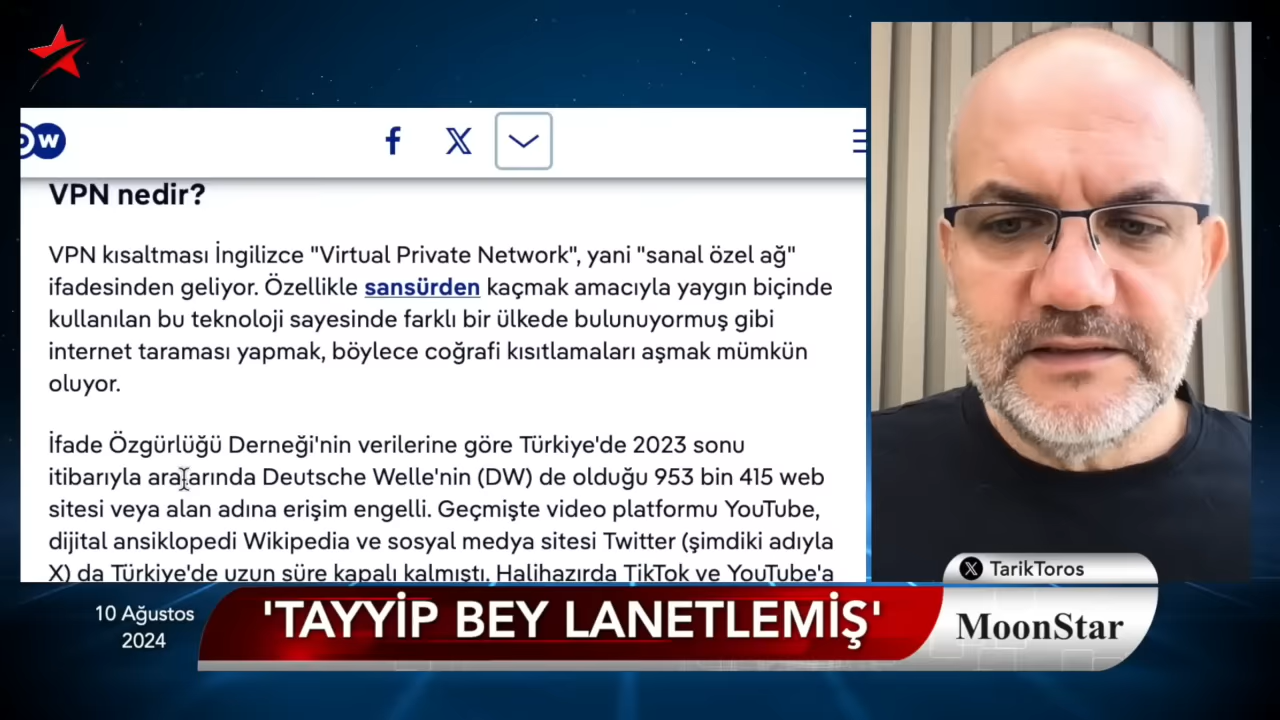 DW
VPN nedir?
VPN kısaltması İngilizce "Virtual Private Network", yani "sanal özel ağ"
ifadesinden geliyor. Özellikle sansürden kaçmak amacıyla yaygın biçinde
kullanılan bu teknoloji sayesinde farklı bir ülkede bulunuyormuş gibi
internet taraması yapmak, böylece coğrafi kısıtlamaları aşmak mümkün
oluyor.
İfade Özgürlüğü Derneği'nin verilerine göre Türkiye'de 2023 sonu
itibarıyla aralarında Deutsche Welle'nin (DW) de olduğu 953 bin 415 web
sitesi veya alan adına erişim engelli. Geçmişte video platformu YouTube,
dijital ansiklopedi Wikipedia ve sosyal medya sitesi Twitter (şimdiki adıyla
X) da Türkiye'de uzun süre kapalı kalmıştı. Halihazırda TikTok ve YouTube'a
TarikToros
10 Ağustos
2024
'TAYYİP BEY LANETLEMİŞ'
MoonStar